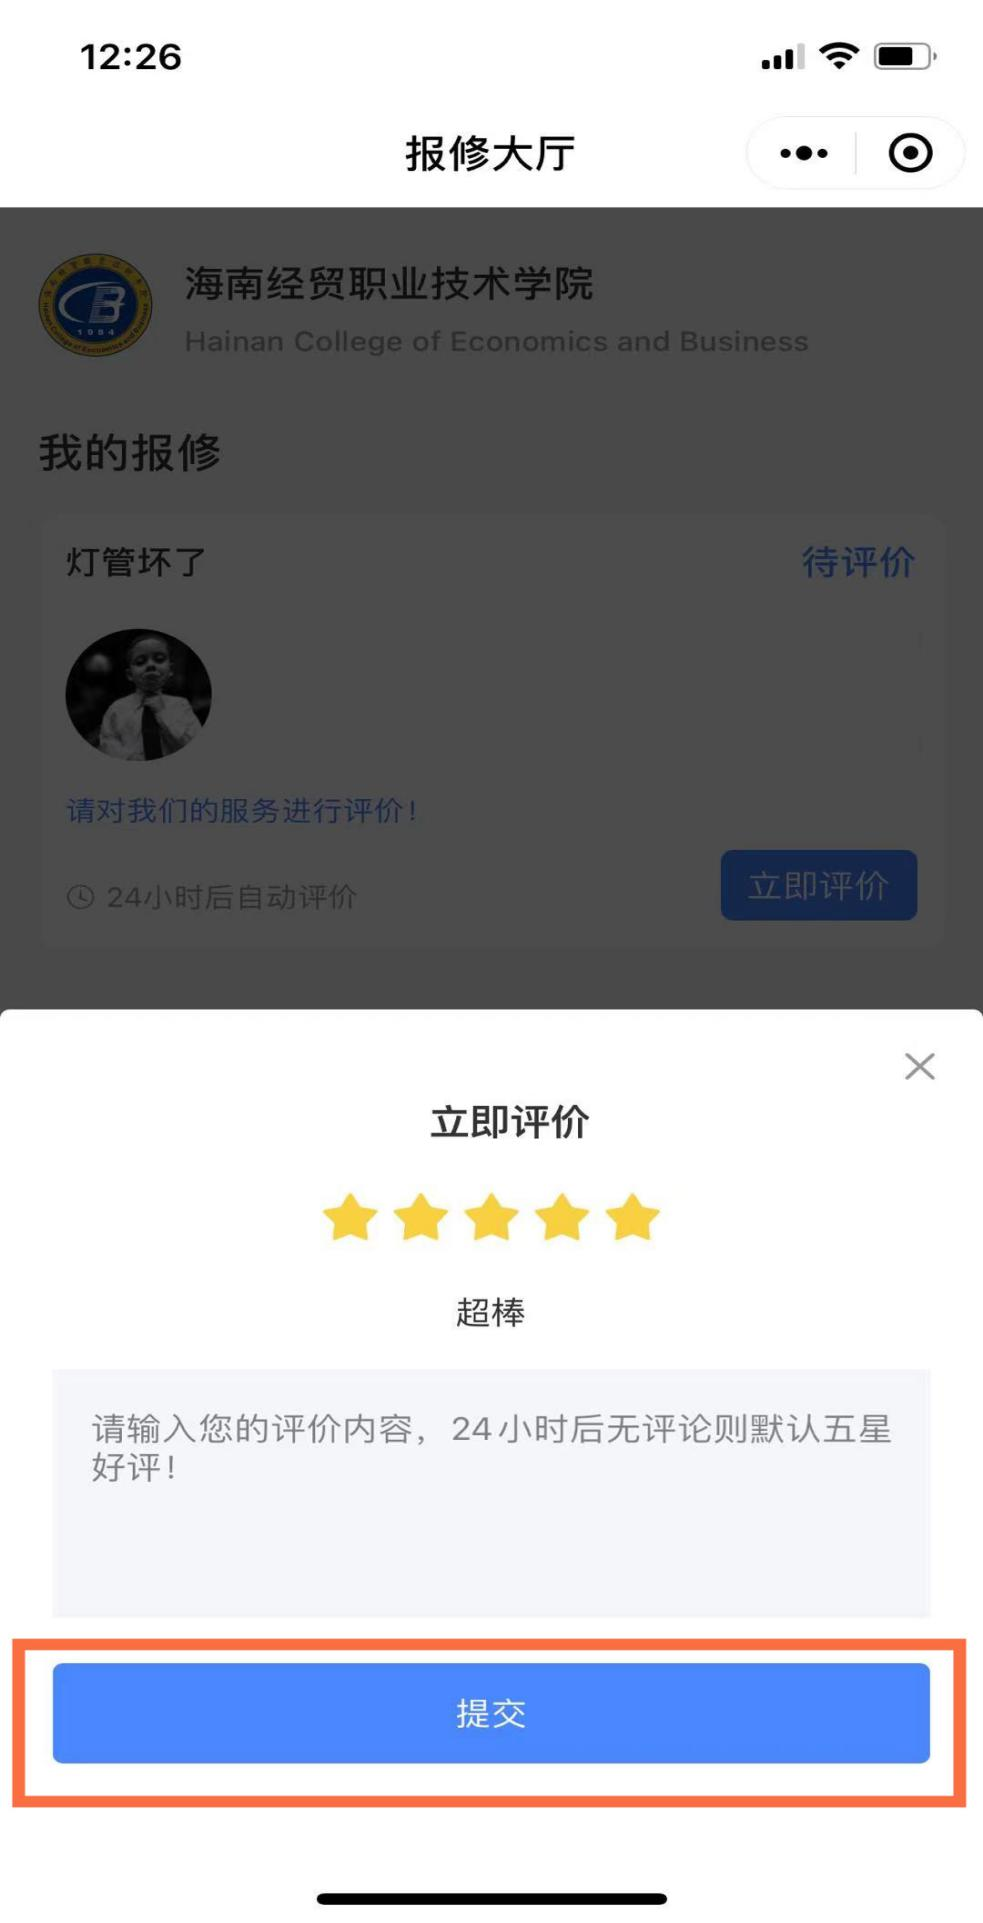 12:26
报修大厅
海南经贸职业技术学院
Hainan College of Economics and Business
1984
我的报修
灯管坏了
待评价
请对我们的服务进行评价！
24小时后自动评价
立即评价
立即评价
超棒
请输入您的评价内容，24小时后无评论则默认五星
好评！
提交